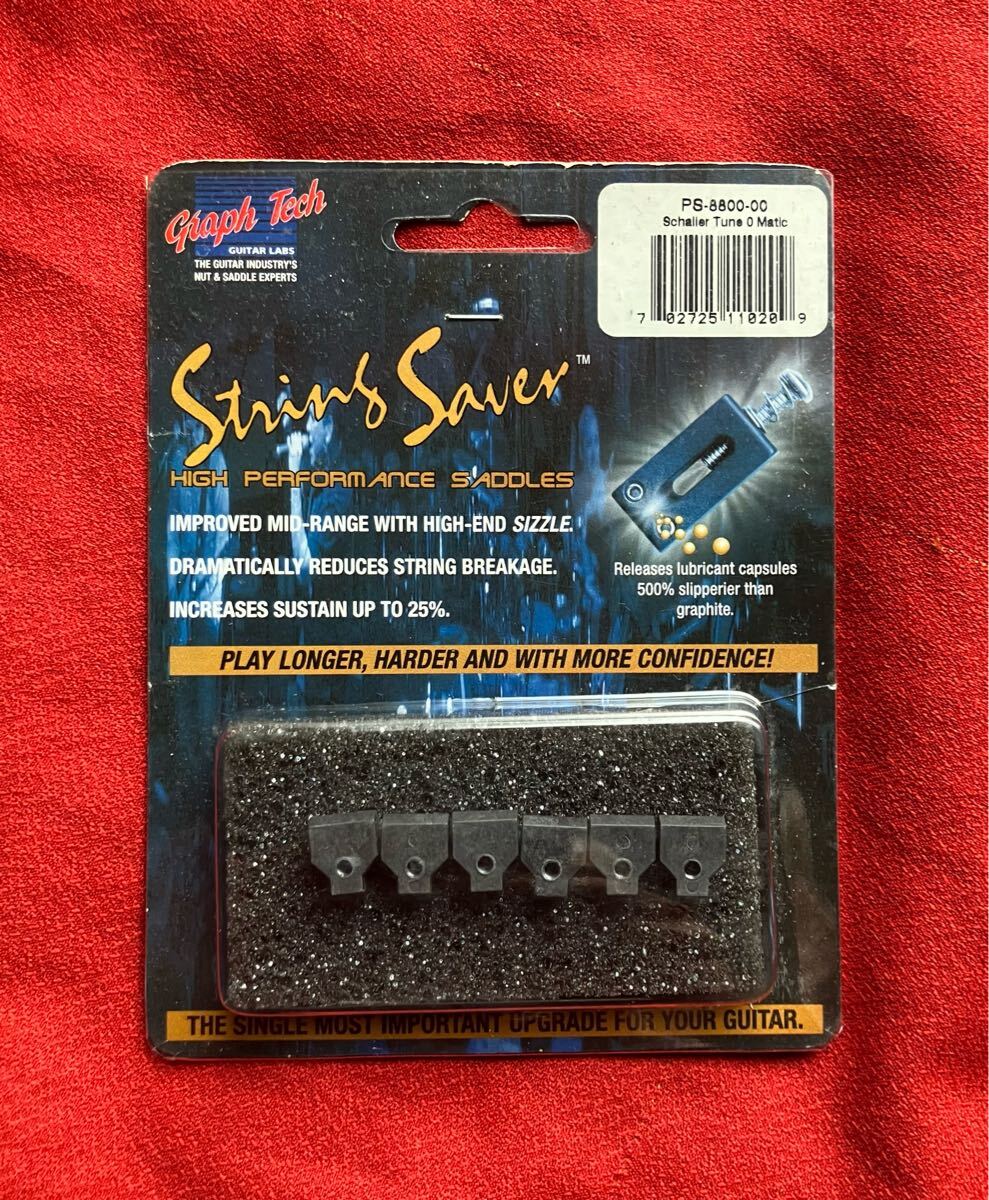 Graph Tech
GUITAR LABS
THE GUITAR INDUSTRY'S
NUT & SADDLE EXPERTS
PS-8800-00
Schaller Tune 0 Matic
7 02725 11020 9
String Saver™
HIGH PERFORMANCE SADDLES
IMPROVED MID-RANGE WITH HIGH-END SIZZLE.
DRAMATICALLY REDUCES STRING BREAKAGE.
INCREASES SUSTAIN UP TO 25%.
Releases lubricant capsules
500% slipperier than
graphite.
PLAY LONGER, HARDER AND WITH MORE CONFIDENCE!
THE SINGLE MOST IMPORTANT UPGRADE FOR YOUR GUITAR.